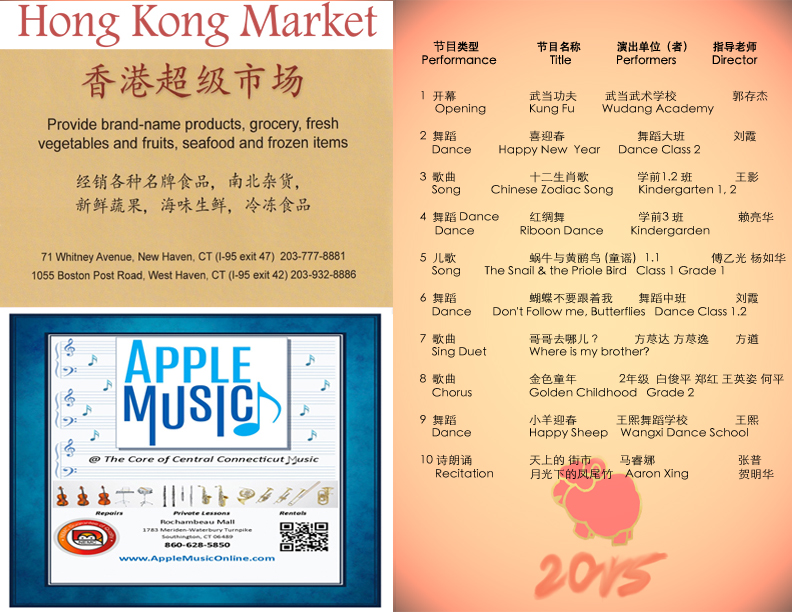 Hong Kong Market
香港超级市场
Provide brand-name products, grocery, fresh
vegetables and fruits, seafood and frozen items
经销各种名牌食品，南北杂货，
新鲜蔬果，海味生鲜，冷冻食品
71 Whitney Avenue, New Haven, CT (I-95 exit 47) 203-777-8881
1055 Boston Post Road, West Haven, CT (I-95 exit 42) 203-932-8886
APPLE
MUSIC
@ The Core of Central Connecticut Music
Repairs Private Lessons Rentals
Rochambeau Mall
1783 Meriden-Waterbury Turnpike
Southington, CT 06489
860-628-5850
www.AppleMusicOnline.com
节目类型 节目名称 演出单位（者） 指导老师
Performance Title Performers Director
1 开幕 武当功夫 武当武术学校 郭存杰
Opening Kung Fu Wudang Academy
2 舞蹈 喜迎春 舞蹈大班 刘霞
Dance Happy New Year Dance Class 2
3 歌曲 十二生肖歌 学前1.2 班 王影
Song Chinese Zodiac Song Kindergarten 1, 2
4 舞蹈 Dance 红绸舞 学前3 班 赖亮华
Dance Riboon Dance Kindergarden
5 儿歌 蜗牛与黄鹂鸟 (童谣) 1.1 傅乙光 杨如华
Song The Snail & the Priole Bird Class 1 Grade 1
6 舞蹈 蝴蝶不要跟着我 舞蹈中班 刘霞
Dance Don't Follow me, Butterflies Dance Class 1.2
7 歌曲 哥哥去哪儿？ 方荩达 方荩逸 方道
Sing Duet Where is my brother?
8 歌曲 金色童年 2年级 白俊平 郑红 王英姿 何平
Chorus Golden Childhood Grade 2
9 舞蹈 小羊迎春 王熙舞蹈学校 王熙
Dance Happy Sheep Wangxi Dance School
10 诗朗诵 天上的 街市 马睿娜 张普
Recitation 月光下的凤尾竹 Aaron Xing 贺明华
2015